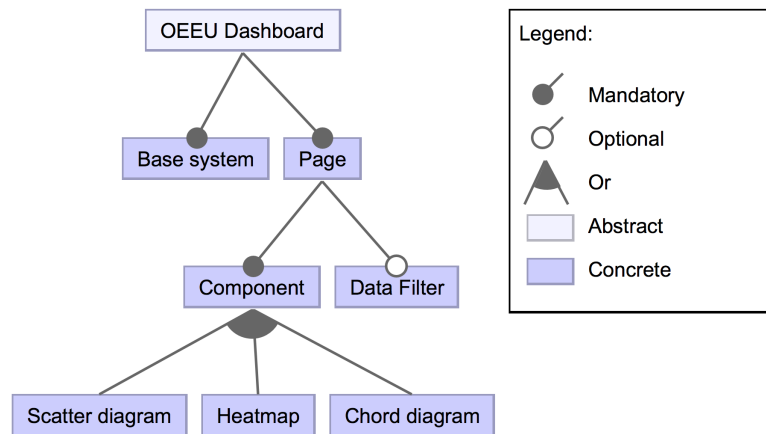 OEEU Dashboard
Base system
Page
Component
Data Filter
Scatter diagram
Heatmap
Chord diagram
Legend:
Mandatory
Optional
Or
Abstract
Concrete